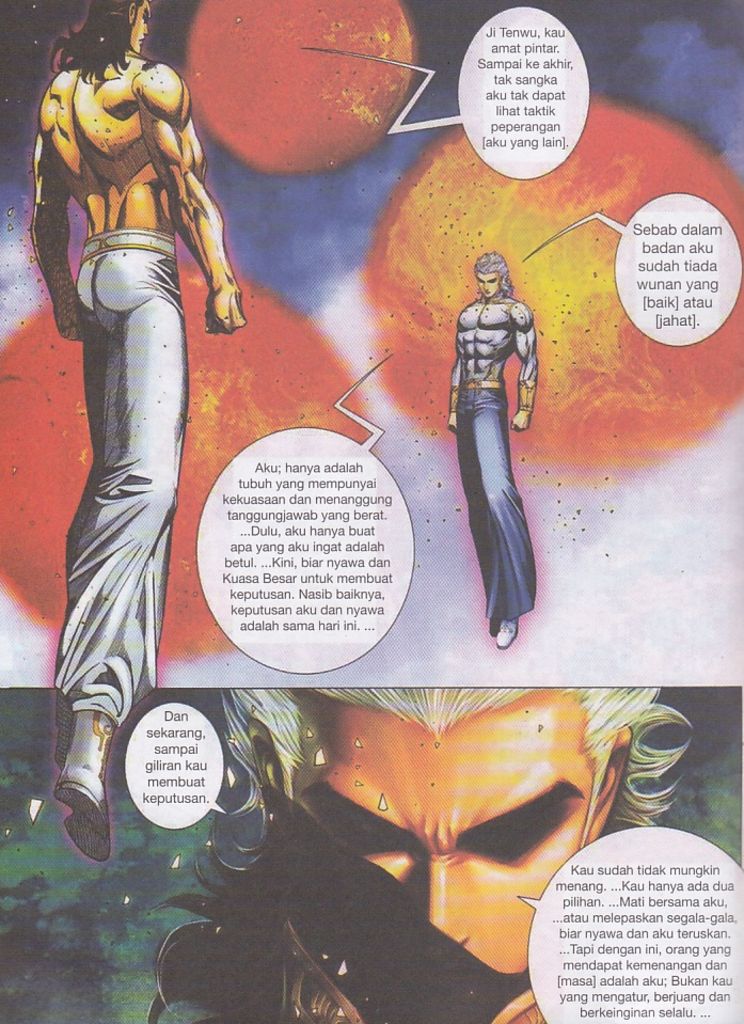 Ji Tenwu, kau
amat pintar.
Sampai ke akhir,
tak sangka
aku tak dapat
lihat taktik
peperangan
[aku yang lain].
Sebab dalam
badan aku
sudah tiada
wunan yang
[baik] atau
[jahat].
Aku; hanya adalah
tubuh yang mempunyai
kekuasaan dan menanggung
tanggungjawab yang berat.
...Dulu, aku hanya buat
apa yang aku ingat adalah
betul. ...Kini, biar nyawa dan
Kuasa Besar untuk membuat
keputusan. Nasib baiknya,
keputusan aku dan nyawa
adalah sama hari ini. ...
Dan
sekarang,
sampai
giliran kau
membuat
keputusan.
Kau sudah tidak mungkin
menang. ...Kau hanya ada dua
pilihan. ...Mati bersama aku,
...atau melepaskan segala-gala,
biar nyawa dan aku teruskan.
...Tapi dengan ini, orang yang
mendapat kemenangan dan
[masa] adalah aku; Bukan kau
yang mengatur, berjuang dan
berkeinginan selalu. ...